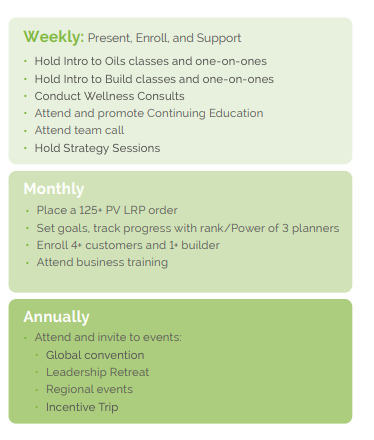 Weekly: Present, Enroll, and Support
• Hold Intro to Oils classes and one-on-ones
• Hold Intro to Build classes and one-on-ones
• Conduct Wellness Consults
• Attend and promote Continuing Education
• Attend team call
• Hold Strategy Sessions
Monthly
• Place a 125+ PV LRP order
• Set goals, track progress with rank/Power of 3 planners
• Enroll 4+ customers and 1+ builder
• Attend business training
Annually
• Attend and invite to events:
• Global convention
• Leadership Retreat
• Regional events
• Incentive Trip